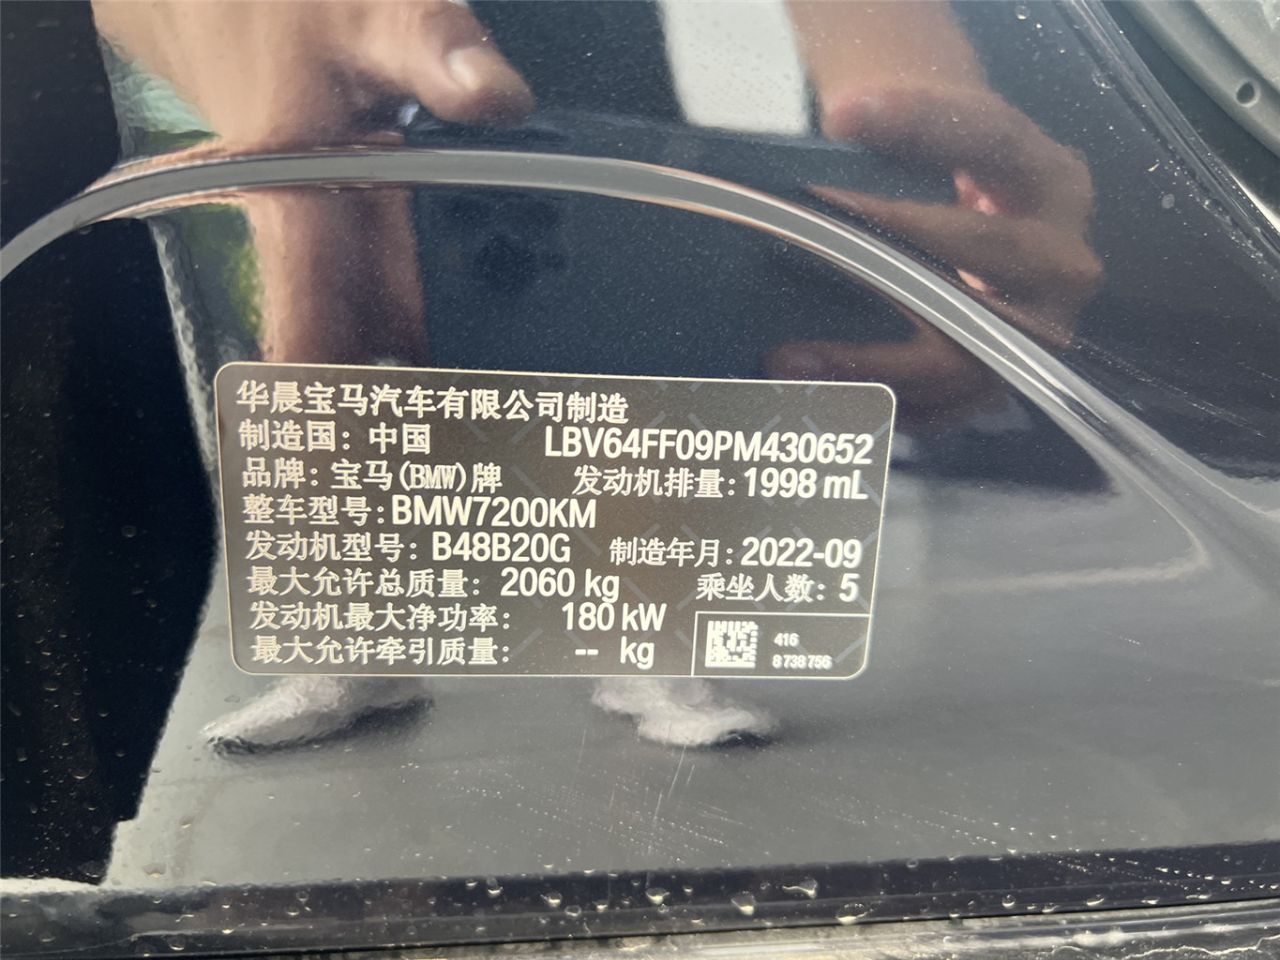 华晨宝马汽车有限公司制造
制造国：中国 LBV64FF09PM430652
品牌：宝马(BMW)牌 发动机排量：1998 mL
整车型号：BMW7200KM
发动机型号：B48B20G 制造年月：2022-09
最大允许总质量：2060 kg 乘坐人数：5
发动机最大净功率：180 kW
最大允许牵引质量：-- kg
416
8 738 756